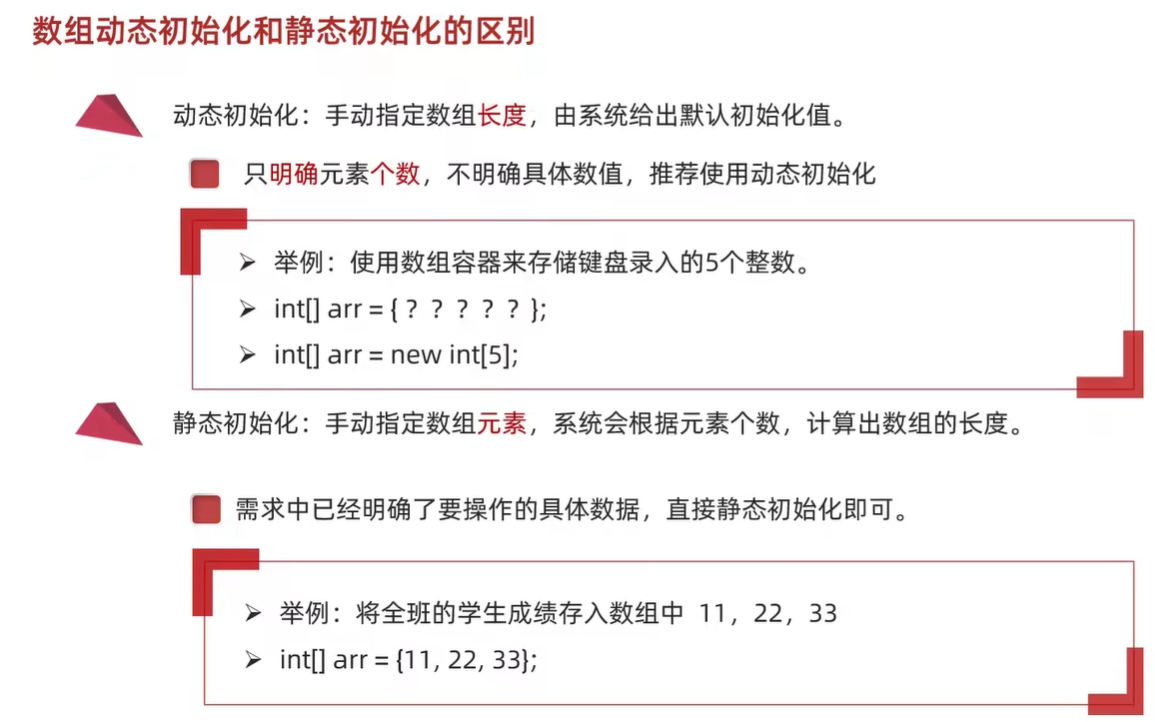 数组动态初始化和静态初始化的区别
动态初始化：手动指定数组长度，由系统给出默认初始化值。
只明确元素个数，不明确具体数值，推荐使用动态初始化
举例：使用数组容器来存储键盘录入的5个整数。
int[] arr = { ？ ？ ？ ？ ？ };
int[] arr = new int[5];
静态初始化：手动指定数组元素，系统会根据元素个数，计算出数组的长度。
需求中已经明确了要操作的具体数据，直接静态初始化即可。
举例：将全班的学生成绩存入数组中 11，22，33
int[] arr = {11, 22, 33};